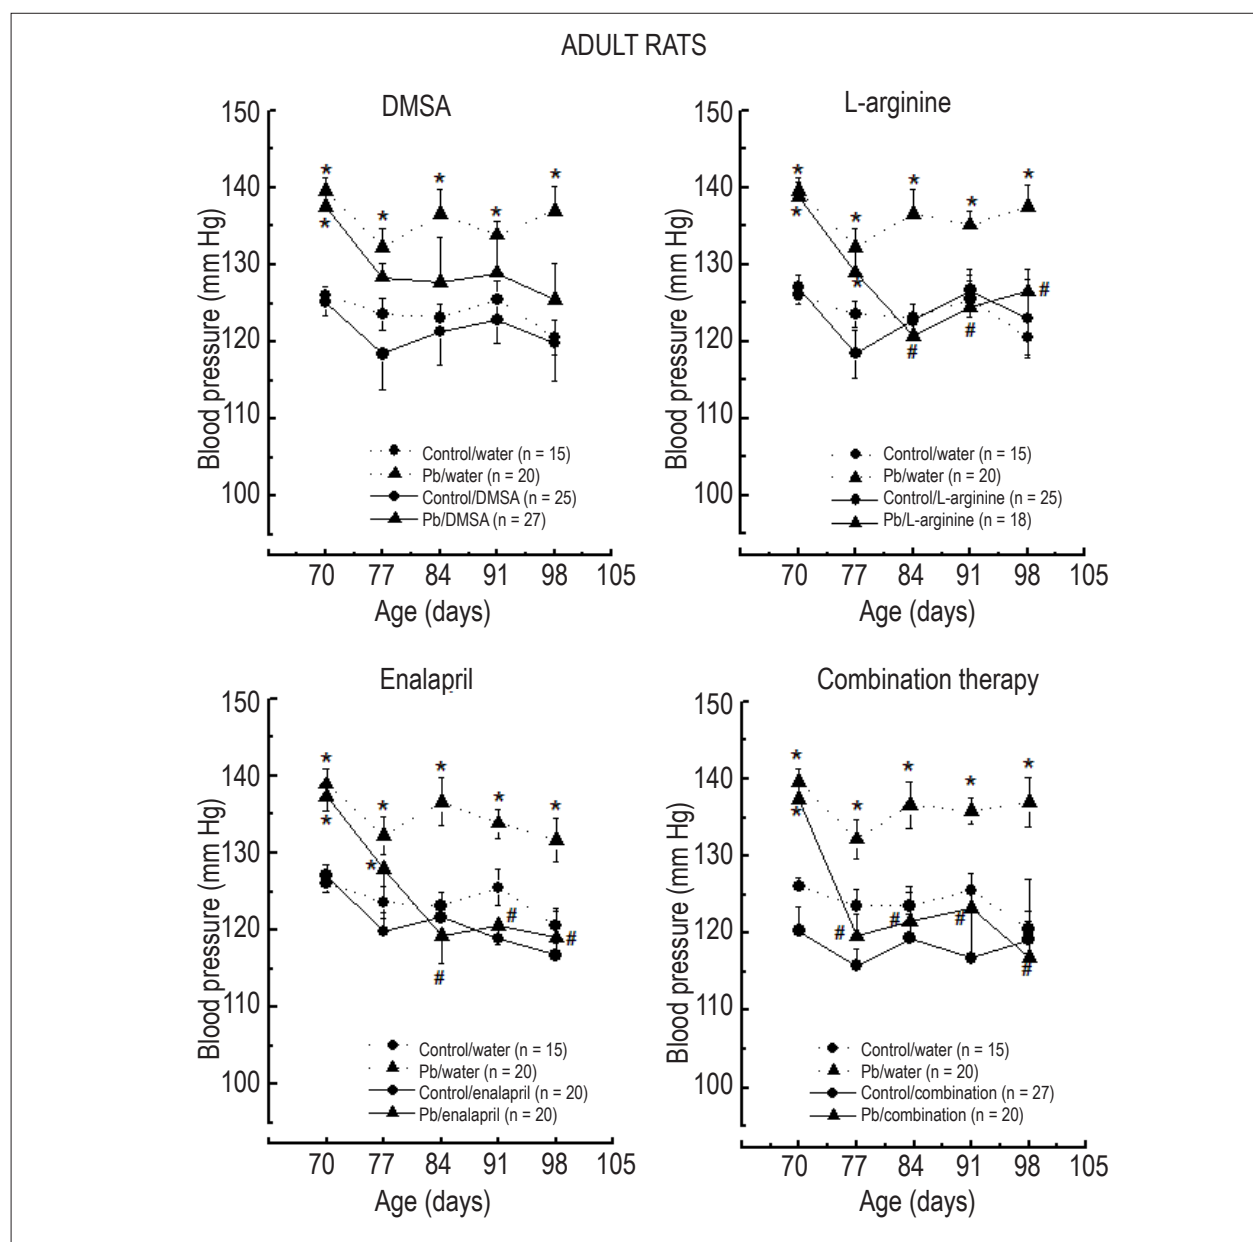 ADULT RATS
DMSA
150
140
130
120
110
100
Blood pressure (mm Hg)
* * * * * *
Control/water (n = 15)
Pb/water (n = 20)
Control/DMSA (n = 25)
Pb/DMSA (n = 27)
70 77 84 91 98 105
Age (days)
L-arginine
150
140
130
120
110
100
Blood pressure (mm Hg)
* * * * * * *
# # #
Control/water (n = 15)
Pb/water (n = 20)
Control/L-arginine (n = 25)
Pb/L-arginine (n = 18)
70 77 84 91 98 105
Age (days)
Enalapril
150
140
130
120
110
100
Blood pressure (mm Hg)
* * * * * * *
# # #
Control/water (n = 15)
Pb/water (n = 20)
Control/enalapril (n = 20)
Pb/enalapril (n = 20)
70 77 84 91 98 105
Age (days)
Combination therapy
150
140
130
120
110
100
Blood pressure (mm Hg)
* * * * * *
# # # #
Control/water (n = 15)
Pb/water (n = 20)
Control/combination (n = 27)
Pb/combination (n = 20)
70 77 84 91 98 105
Age (days)